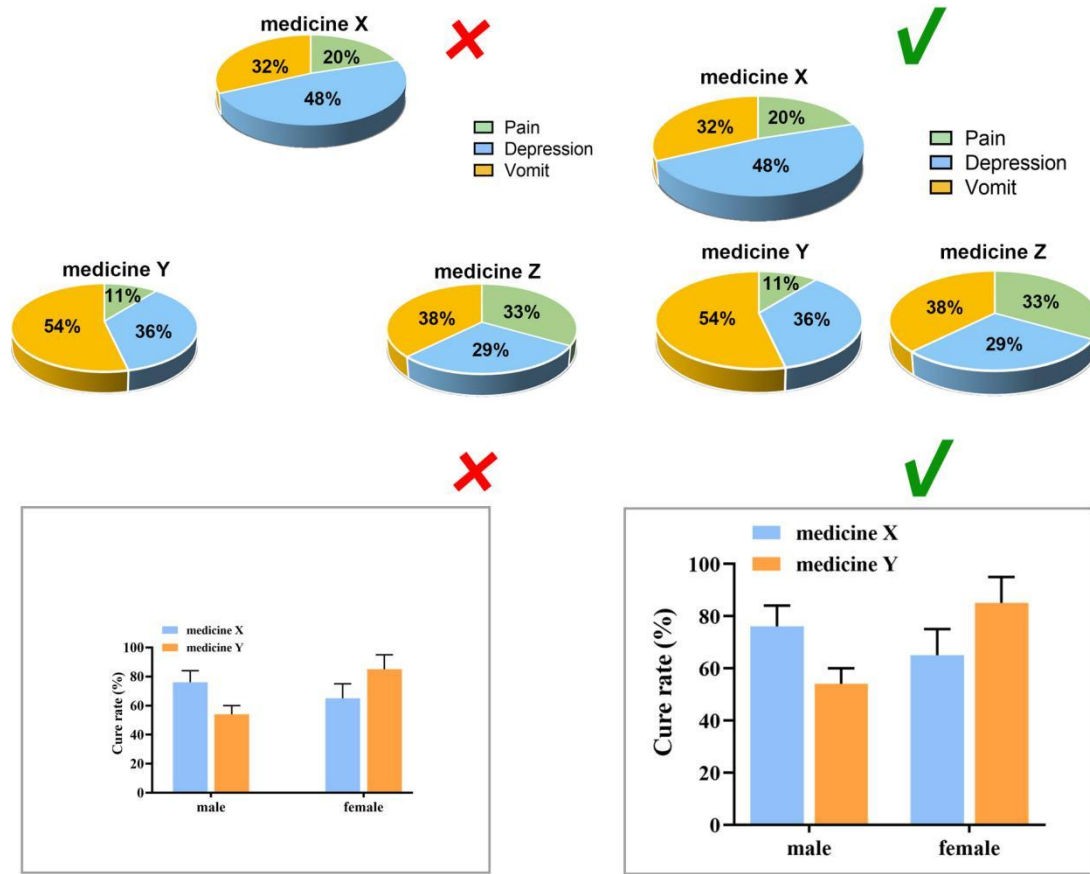 medicine X
32%
20%
48%
Pain
Depression
Vomit
medicine Y
11%
54%
36%
medicine Z
38%
33%
29%
medicine X
32%
20%
48%
Pain
Depression
Vomit
medicine Y
11%
54%
36%
medicine Z
38%
33%
29%
medicine X
medicine Y
Cure rate (%)
100
80
60
40
20
0
male
female
medicine X
medicine Y
Cure rate (%)
100
80
60
40
20
0
male
female